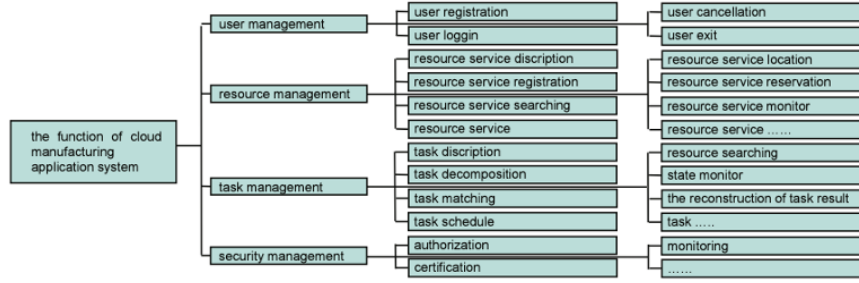 user management
user registration
user cancellation
user loggin
user exit
resource service discription
resource service location
resource service registration
resource service reservation
resource management
resource service searching
resource service monitor
resource service
resource service ......
the function of cloud
manufacturing
application system
task discription
resource searching
task decomposition
state monitor
task management
task matching
the reconstruction of task result
task schedule
task .....
authorization
monitoring
security management
certification
......